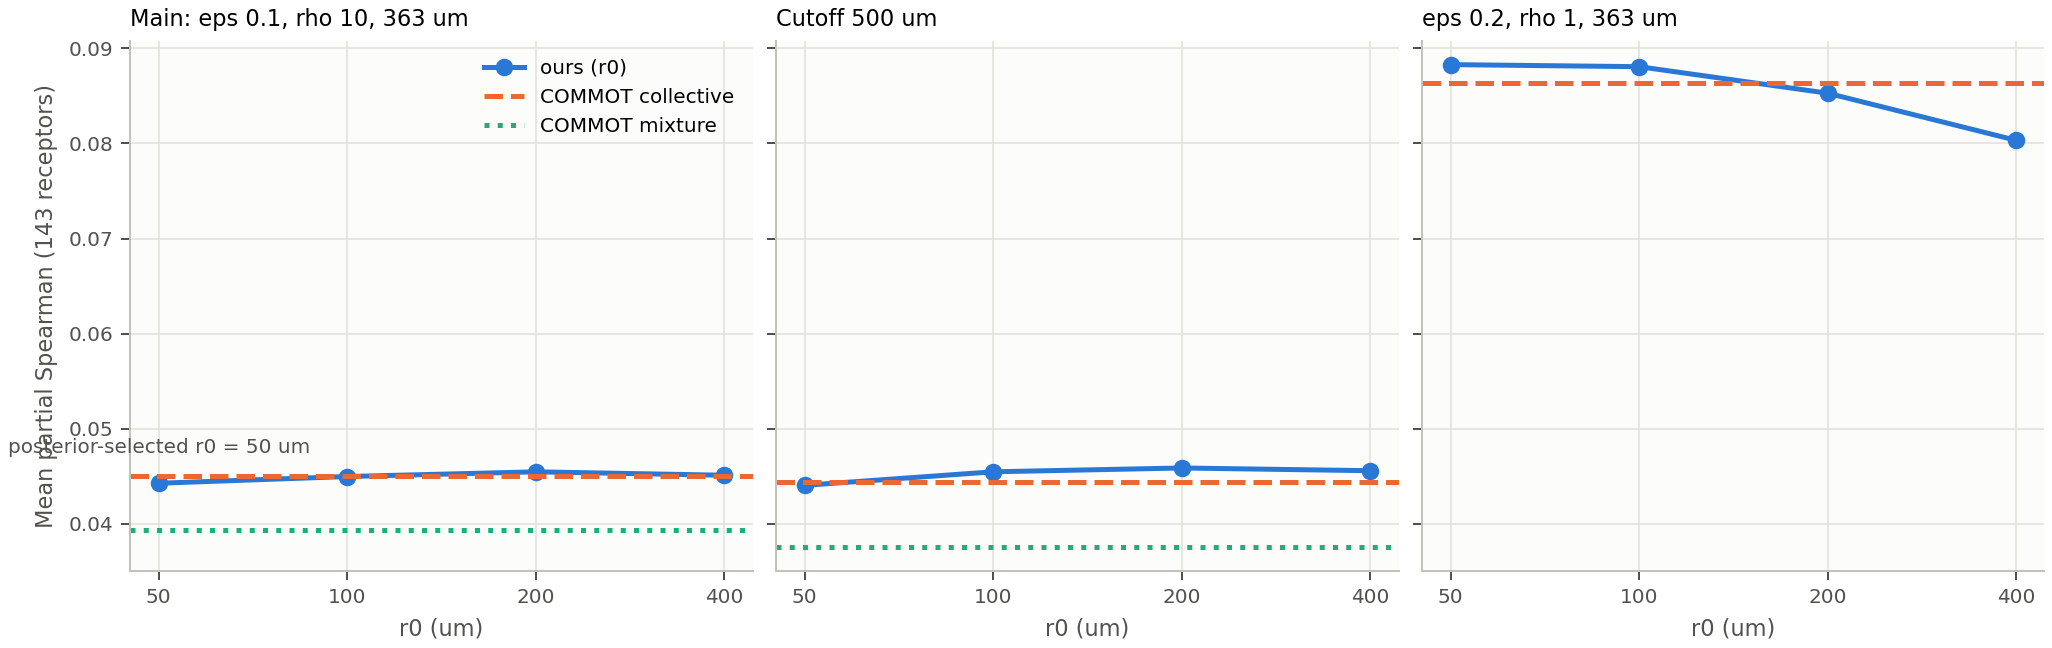 Main: eps 0.1, rho 10, 363 um
Cutoff 500 um
eps 0.2, rho 1, 363 um
ours (r0)
COMMOT collective
COMMOT mixture
Mean partial Spearman (143 receptors)
0.09
0.08
0.07
0.06
0.05
0.04
posterior-selected r0 = 50 um
50 100 200 400
50 100 200 400
50 100 200 400
r0 (um)
r0 (um)
r0 (um)